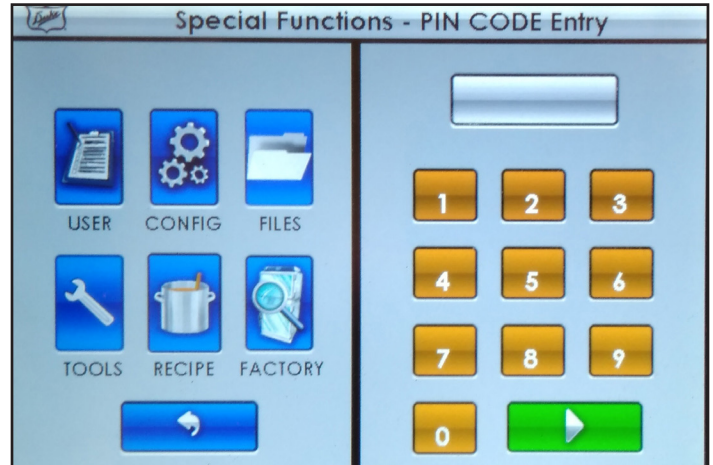 Special Functions - PIN CODE Entry
USER CONFIG FILES
TOOLS RECIPE FACTORY
1 2 3
4 5 6
7 8 9
0